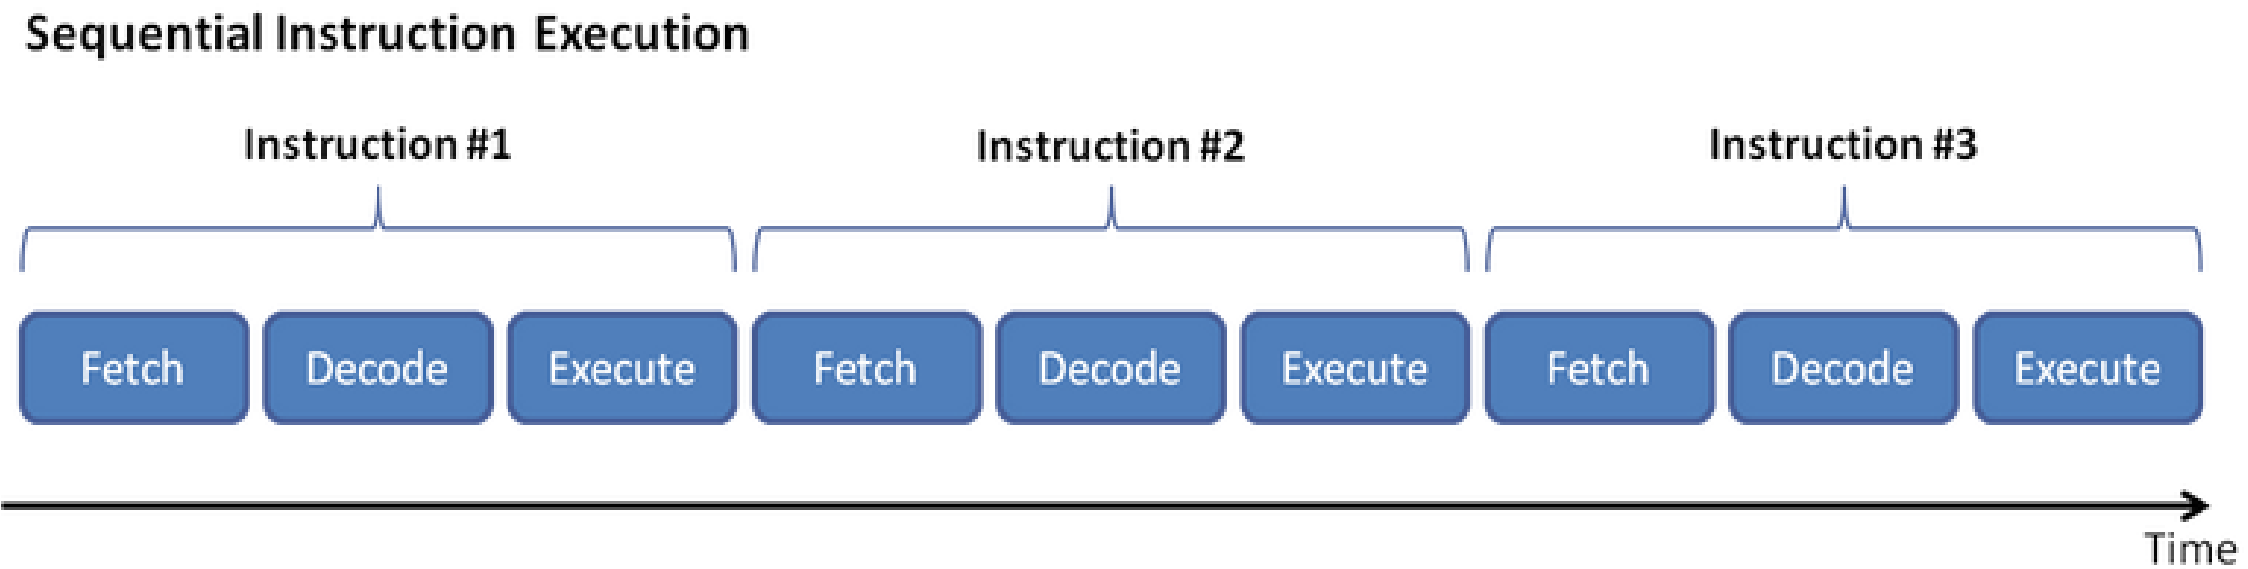 Sequential Instruction Execution
Instruction #1 Instruction #2 Instruction #3
Fetch Decode Execute Fetch Decode Execute Fetch Decode Execute
Time